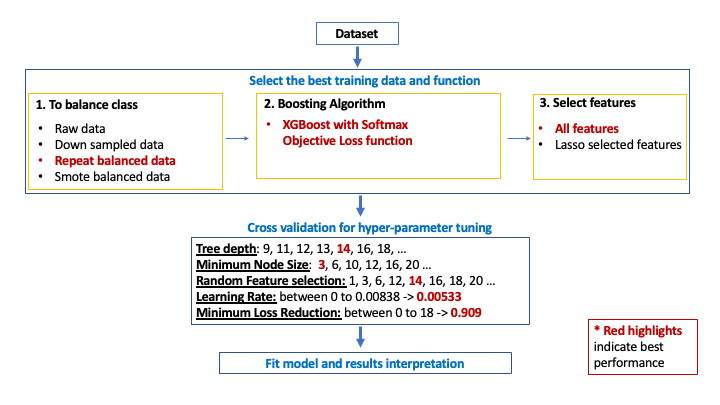 Dataset
Select the best training data and function
1. To balance class
• Raw data
• Down sampled data
• Repeat balanced data
• Smote balanced data
2. Boosting Algorithm
• XGBoost with Softmax
Objective Loss function
3. Select features
• All features
• Lasso selected features
Cross validation for hyper-parameter tuning
Tree depth: 9, 11, 12, 13, 14, 16, 18, ...
Minimum Node Size: 3, 6, 10, 12, 16, 20 ...
Random Feature selection: 1, 3, 6, 12, 14, 16, 18, 20 ...
Learning Rate: between 0 to 0.00838 -> 0.00533
Minimum Loss Reduction: between 0 to 18 -> 0.909
* Red highlights
indicate best
performance
Fit model and results interpretation